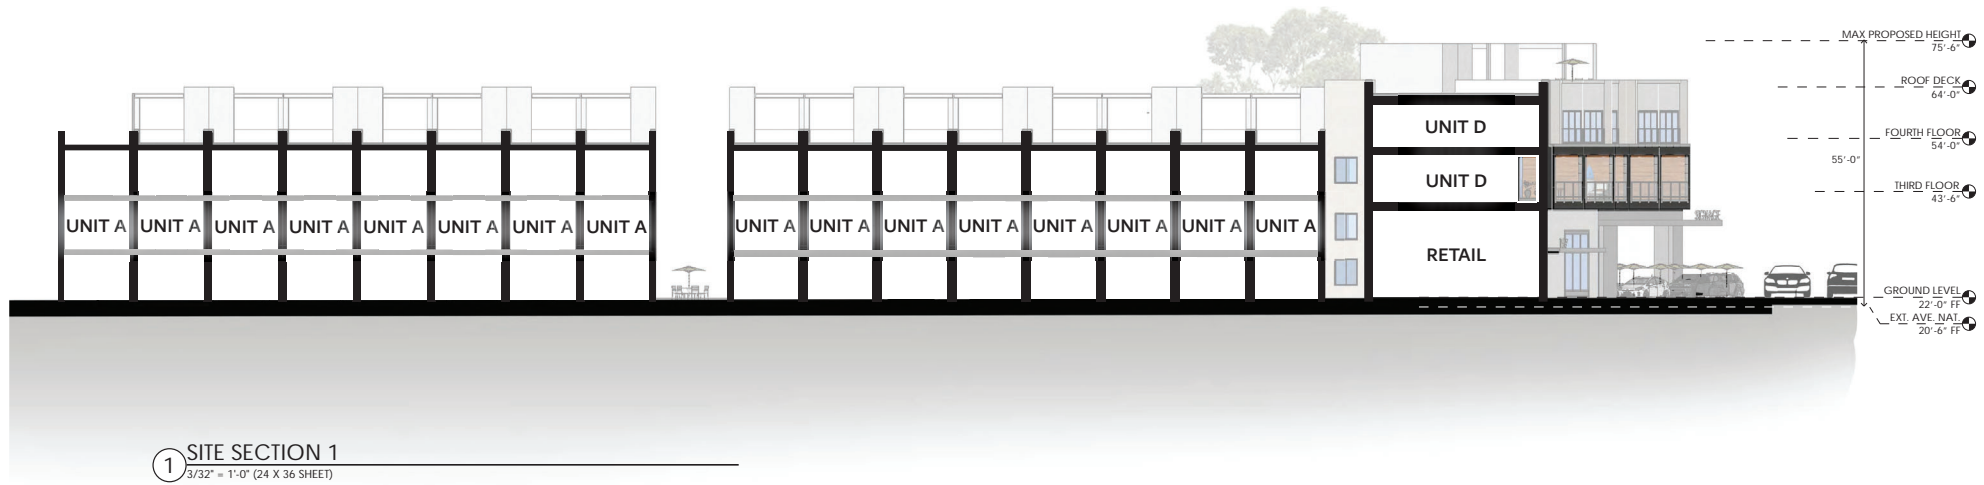 MAX PROPOSED HEIGHT
75'-6"
ROOF DECK
64'-0"
FOURTH FLOOR
54'-0"
55'-0"
THIRD FLOOR
43'-6"
GROUND LEVEL
22'-0" FF
EXT. AVE. NAT.
20'-6" FF
UNIT D
UNIT D
RETAIL
SIGNAGE
UNIT A UNIT A UNIT A UNIT A UNIT A UNIT A UNIT A UNIT A
UNIT A UNIT A UNIT A UNIT A UNIT A UNIT A UNIT A UNIT A
1 SITE SECTION 1
3/32" = 1'-0" (24 X 36 SHEET)